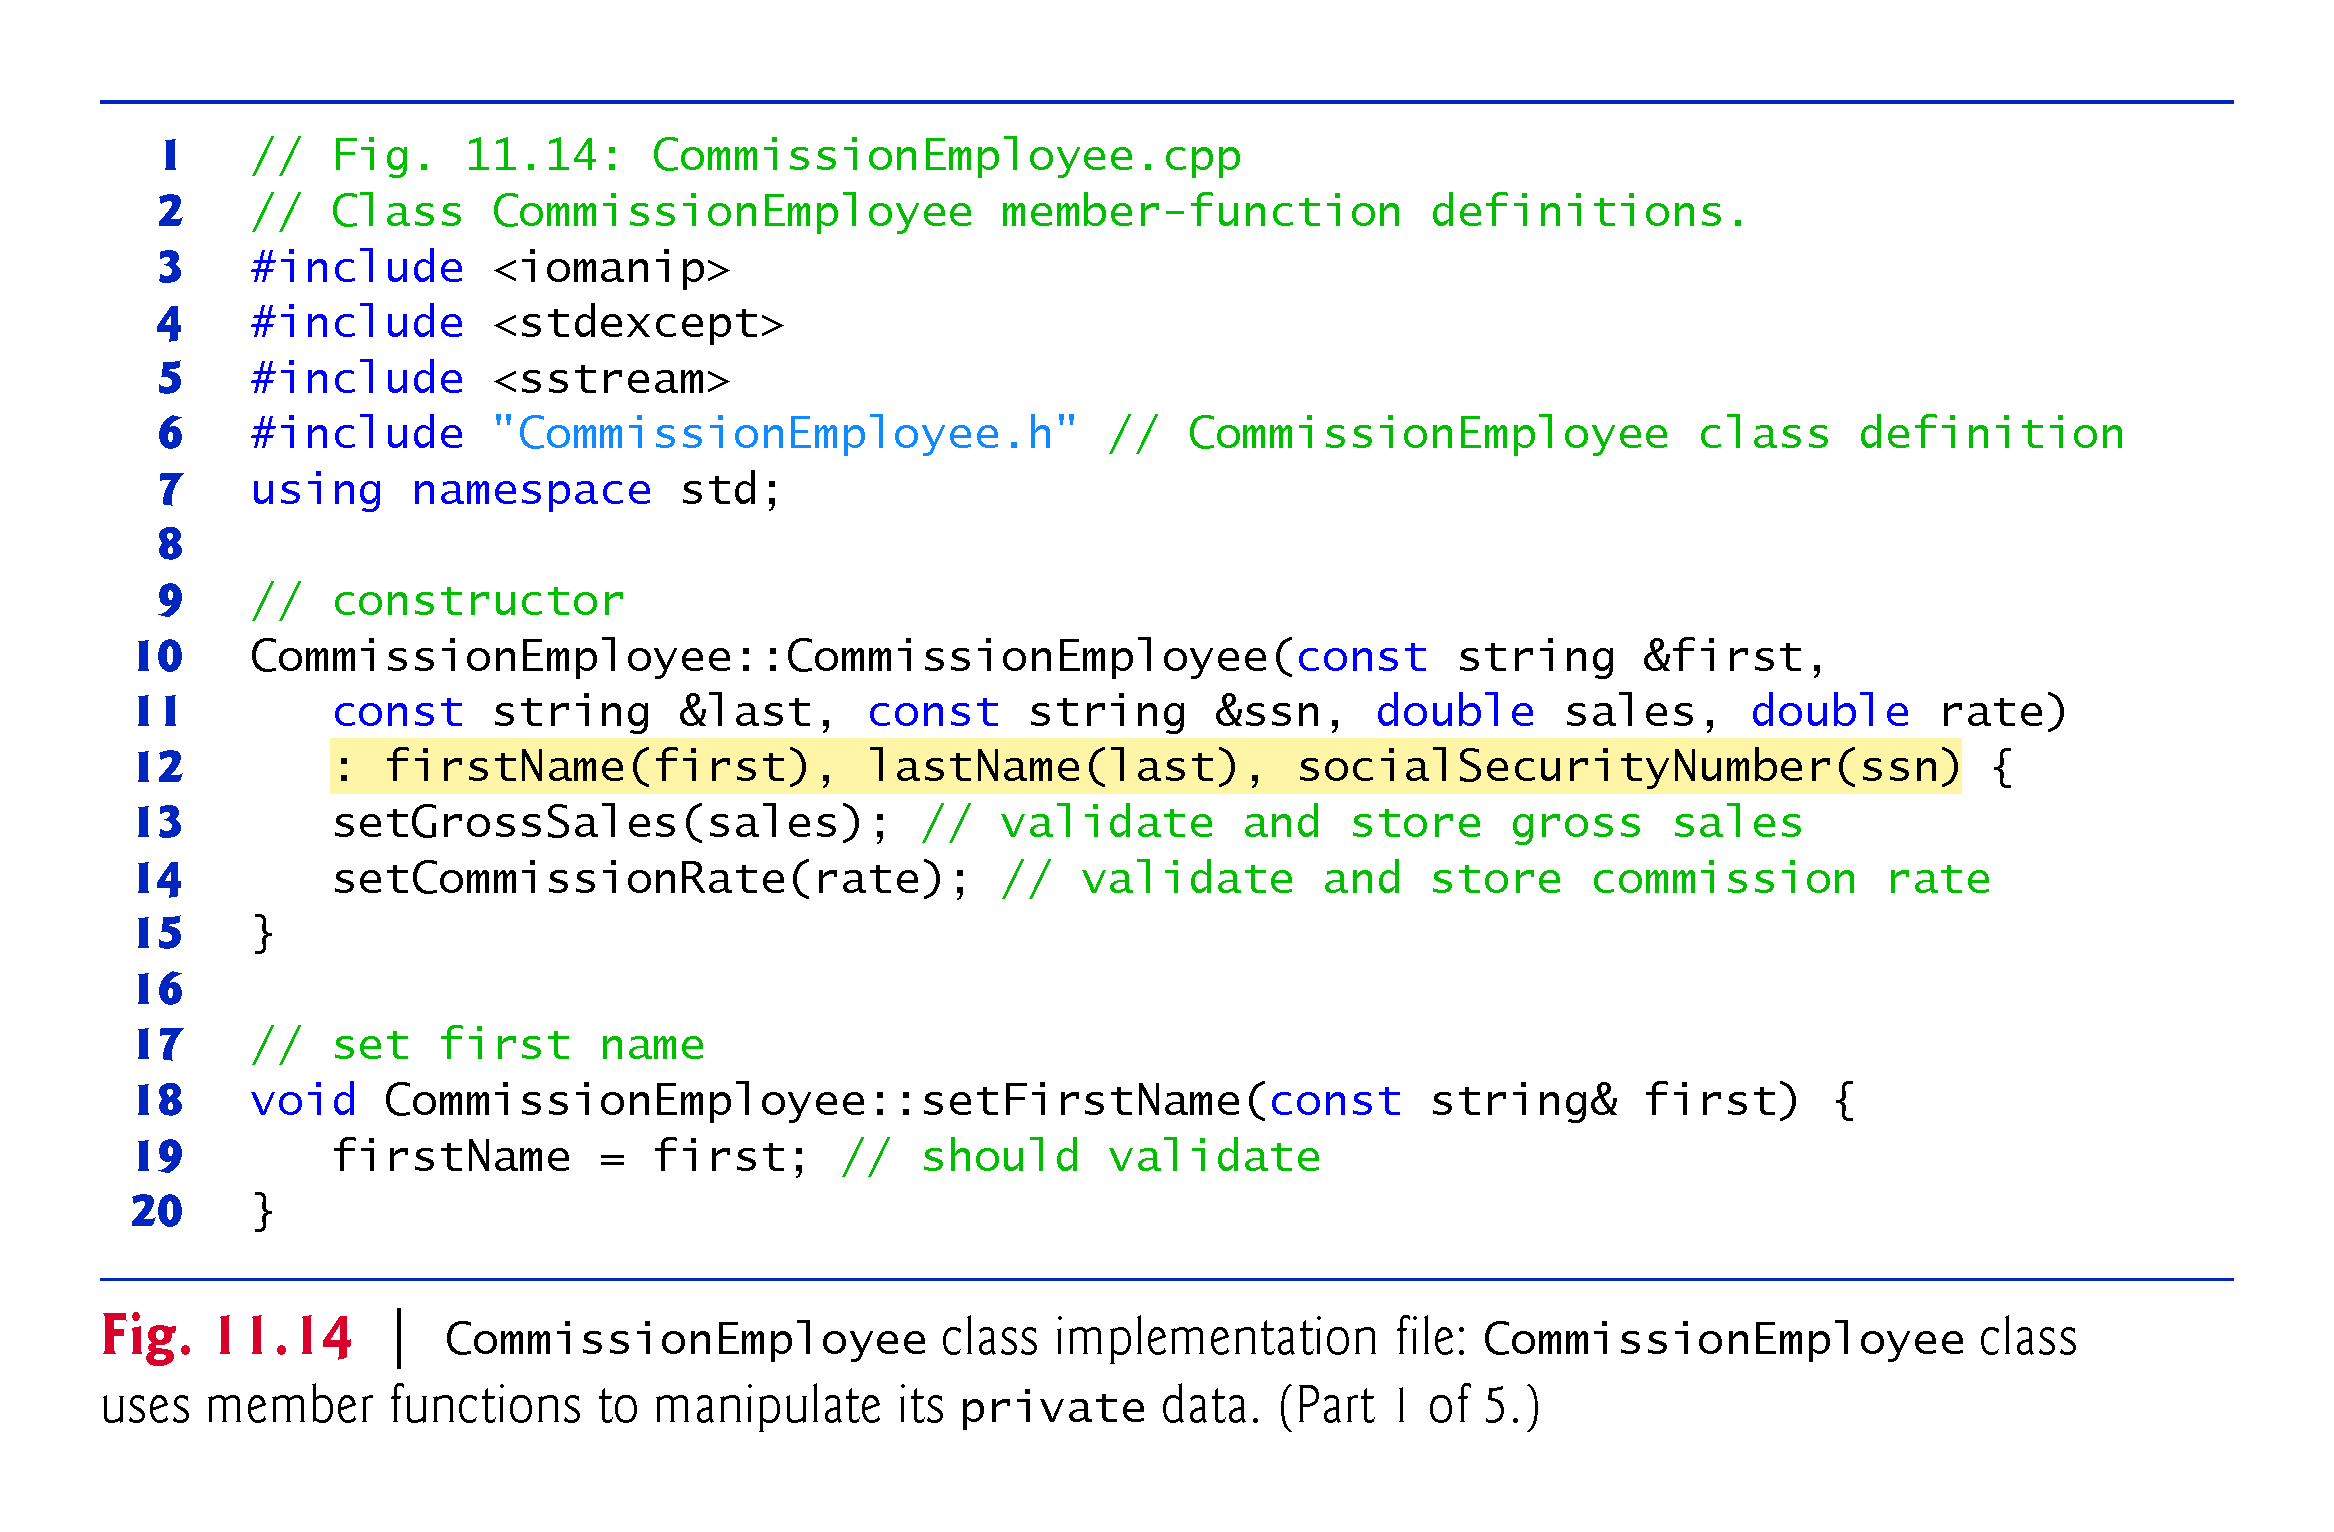 1 // Fig. 11.14: CommissionEmployee.cpp
2 // Class CommissionEmployee member-function definitions.
3 #include <iomanip>
4 #include <stdexcept>
5 #include <sstream>
6 #include "CommissionEmployee.h" // CommissionEmployee class definition
7 using namespace std;
8
9 // constructor
10 CommissionEmployee::CommissionEmployee(const string &first,
11 const string &last, const string &ssn, double sales, double rate)
12 : firstName(first), lastName(last), socialSecurityNumber(ssn) {
13 setGrossSales(sales); // validate and store gross sales
14 setCommissionRate(rate); // validate and store commission rate
15 }
16
17 // set first name
18 void CommissionEmployee::setFirstName(const string& first) {
19 firstName = first; // should validate
20 }
Fig. 11.14 | CommissionEmployee class implementation file: CommissionEmployee class
uses member functions to manipulate its private data. (Part 1 of 5.)